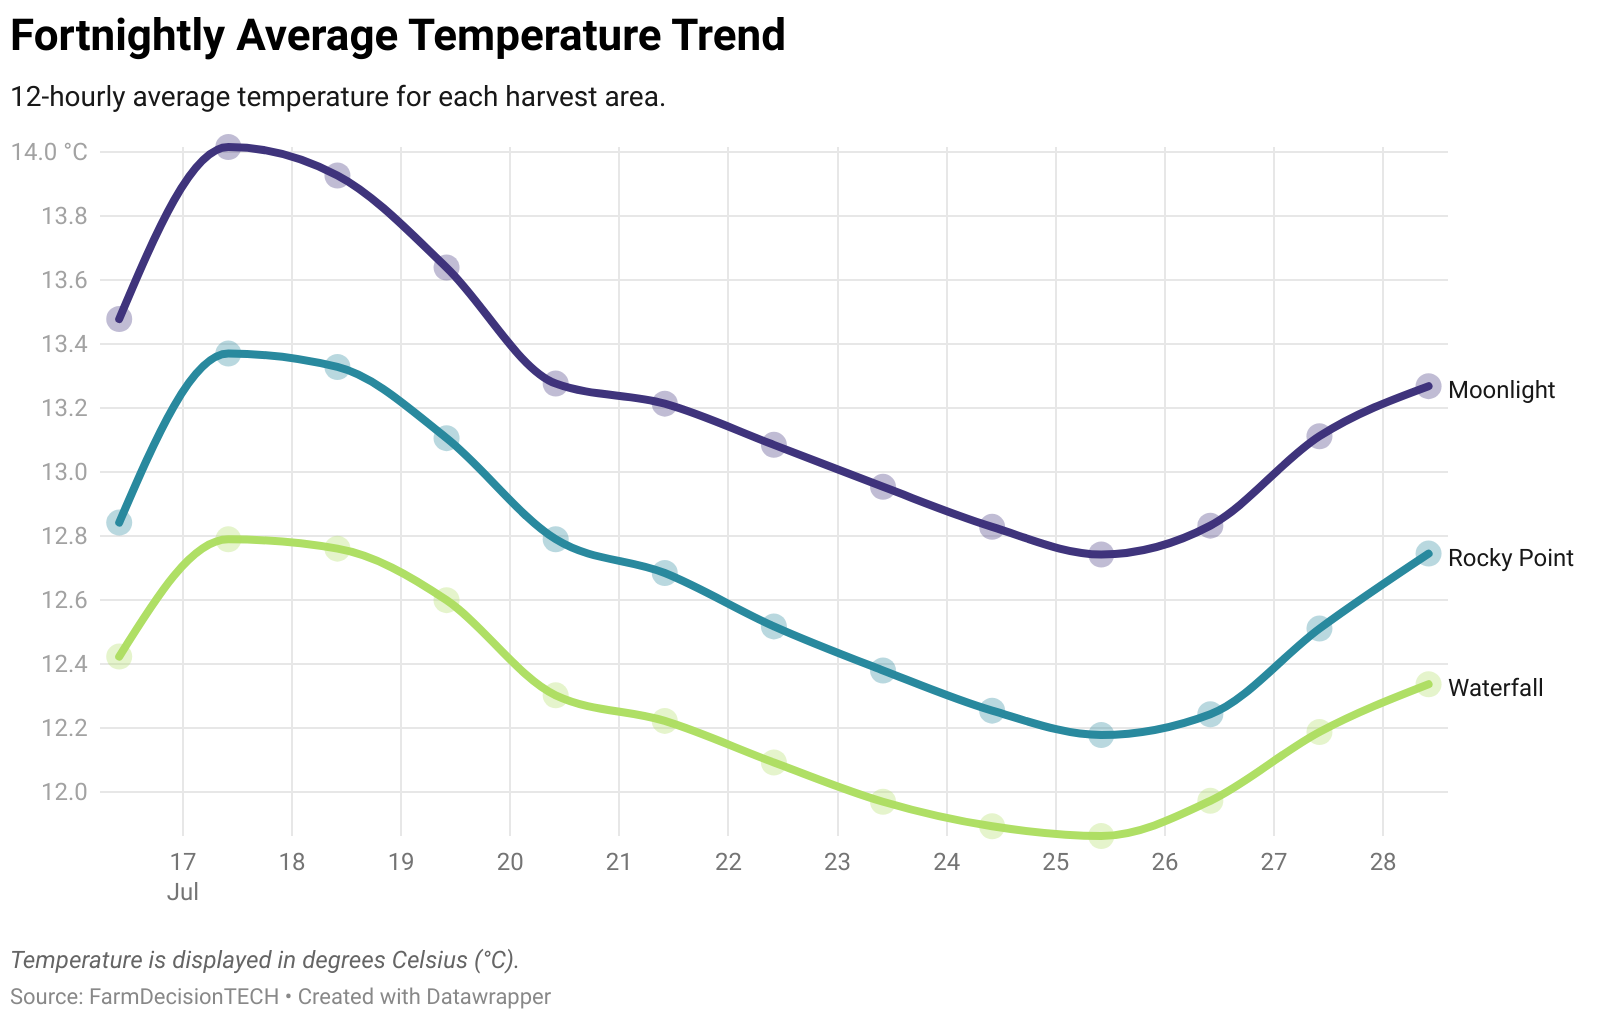 Fortnightly Average Temperature Trend
12-hourly average temperature for each harvest area.
14.0 °C
13.8
13.6
13.4
13.2
13.0
12.8
12.6
12.4
12.2
12.0
Moonlight
Rocky Point
Waterfall
17 18 19 20 21 22 23 24 25 26 27 28
Jul
Temperature is displayed in degrees Celsius (°C).
Source: FarmDecisionTECH • Created with Datawrapper